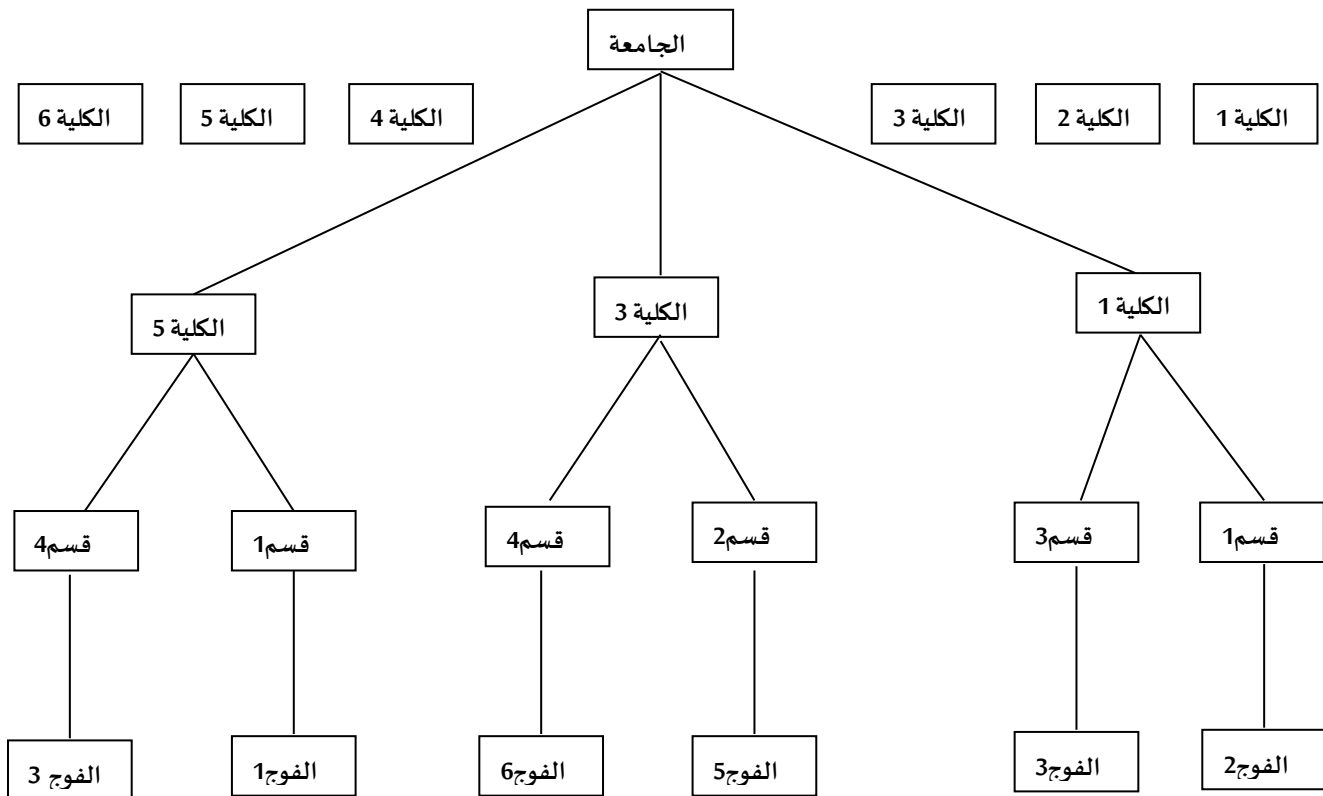 الجامعة
الكلية 1
الكلية 2
الكلية 3
الكلية 4
الكلية 5
الكلية 6
الكلية 1
الكلية 3
الكلية 5
قسم1
قسم3
قسم2
قسم4
قسم1
قسم4
الفوج2
الفوج3
الفوج5
الفوج6
الفوج1
الفوج 3